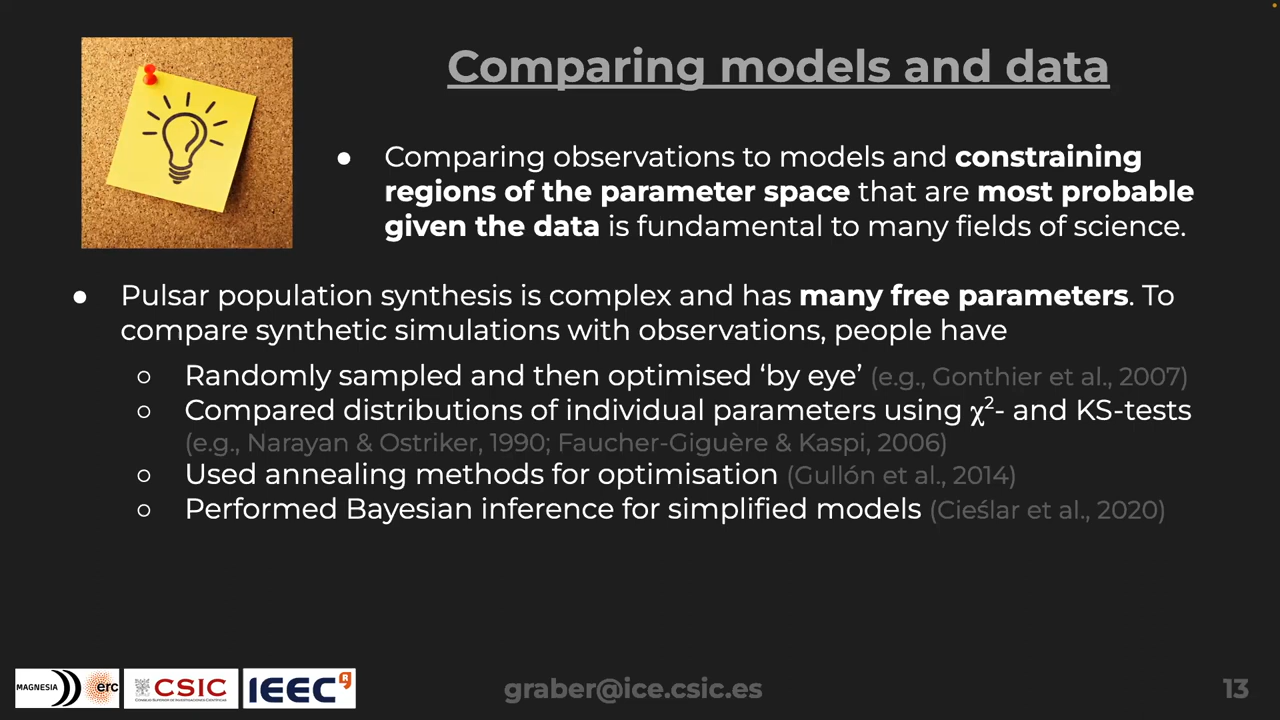 Comparing models and data
● Comparing observations to models and constraining
regions of the parameter space that are most probable
given the data is fundamental to many fields of science.
● Pulsar population synthesis is complex and has many free parameters. To
compare synthetic simulations with observations, people have
○ Randomly sampled and then optimised ‘by eye’ (e.g., Gonthier et al., 2007)
○ Compared distributions of individual parameters using χ²- and KS-tests
(e.g., Narayan & Ostriker, 1990; Faucher-Giguère & Kaspi, 2006)
○ Used annealing methods for optimisation (Gullón et al., 2014)
○ Performed Bayesian inference for simplified models (Cieślar et al., 2020)
MAGNESIA erc CSIC IEEC R
CONSEJO SUPERIOR DE INVESTIGACIONES CIENTÍFICAS
graber@ice.csic.es
13